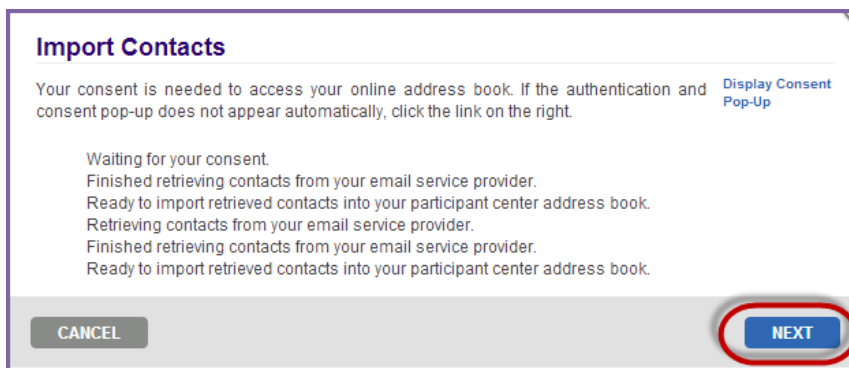 Import Contacts
Your consent is needed to access your online address book. If the authentication and
consent pop-up does not appear automatically, click the link on the right.
Display Consent
Pop-Up
Waiting for your consent.
Finished retrieving contacts from your email service provider.
Ready to import retrieved contacts into your participant center address book.
Retrieving contacts from your email service provider.
Finished retrieving contacts from your email service provider.
Ready to import retrieved contacts into your participant center address book.
CANCEL
NEXT